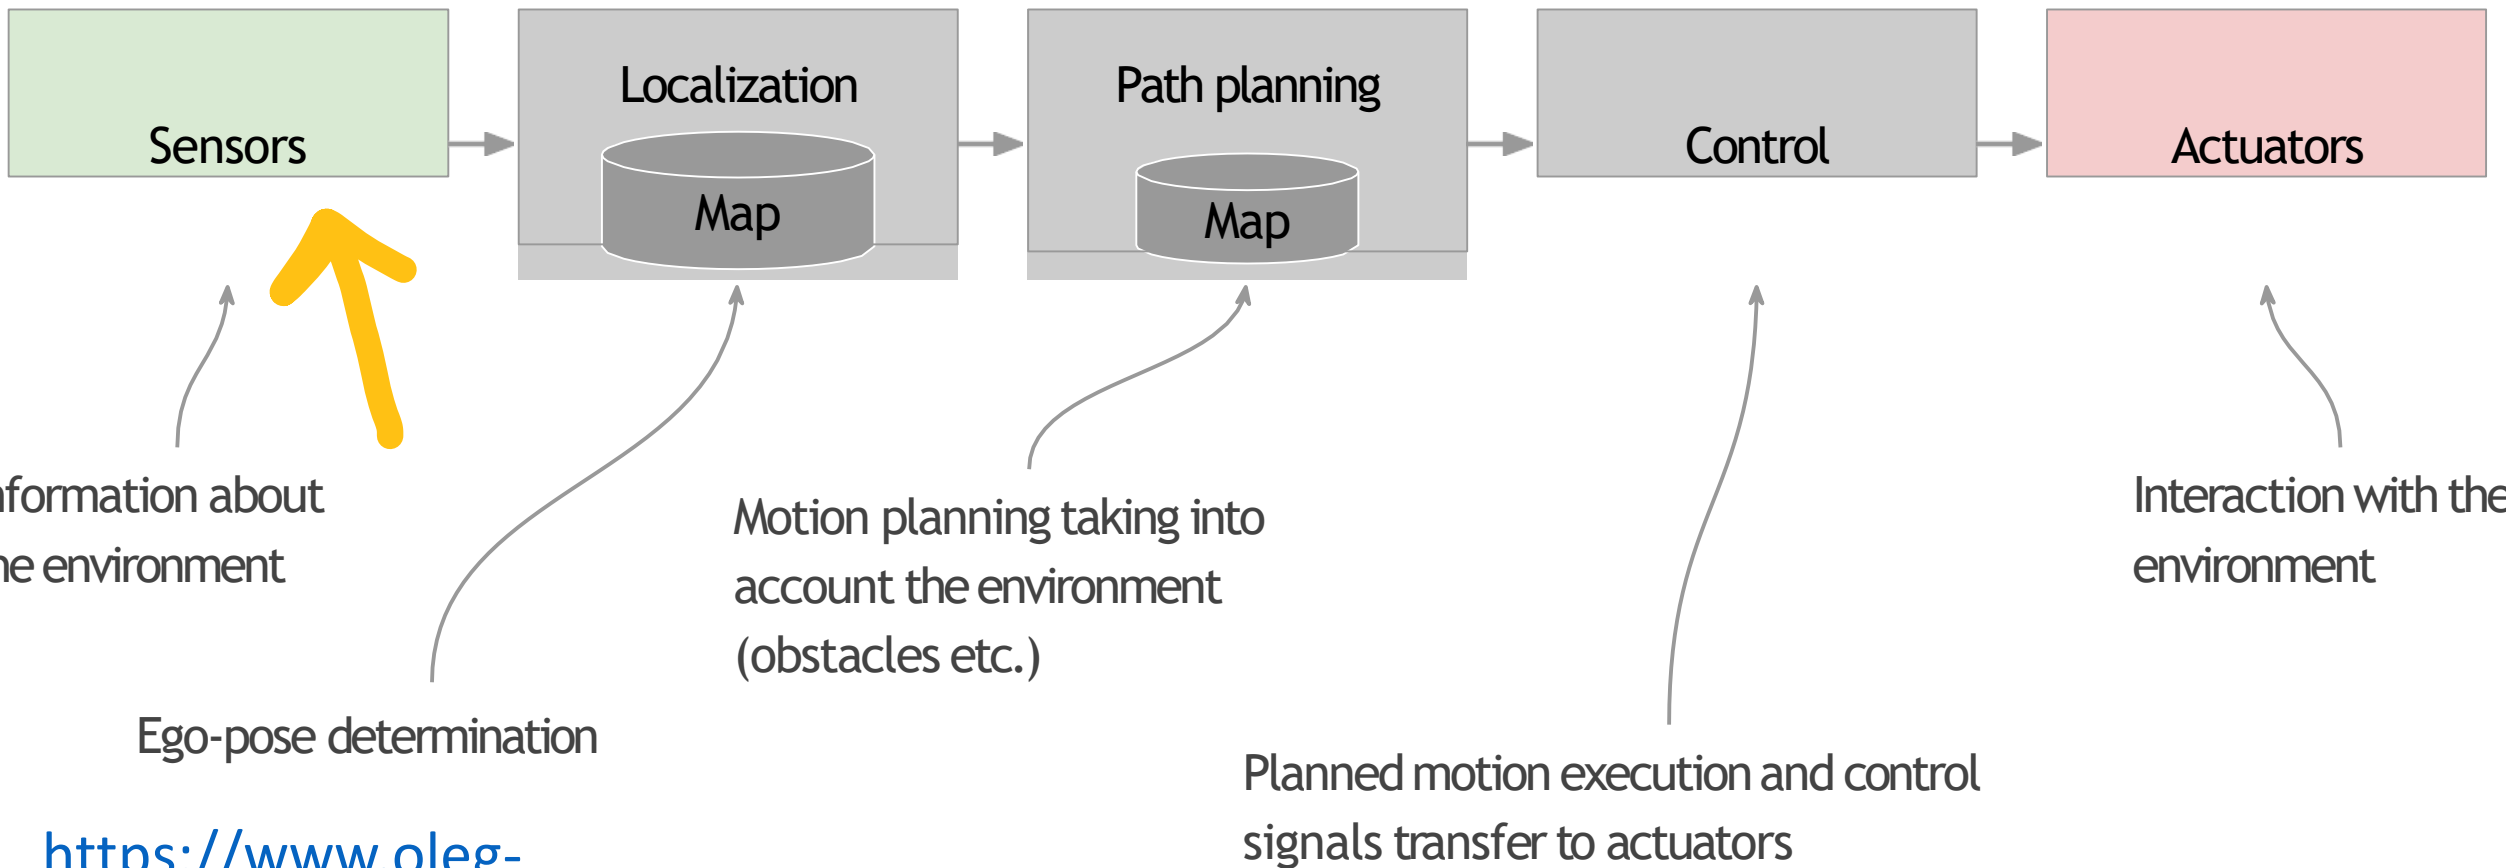 Sensors
Localization
Map
Path planning
Map
Control
Actuators
nformation about
ne environment
Ego-pose determination
Motion planning taking into
account the environment
(obstacles etc.)
Planned motion execution and control
signals transfer to actuators
Interaction with the
environment
https://www.oleg-